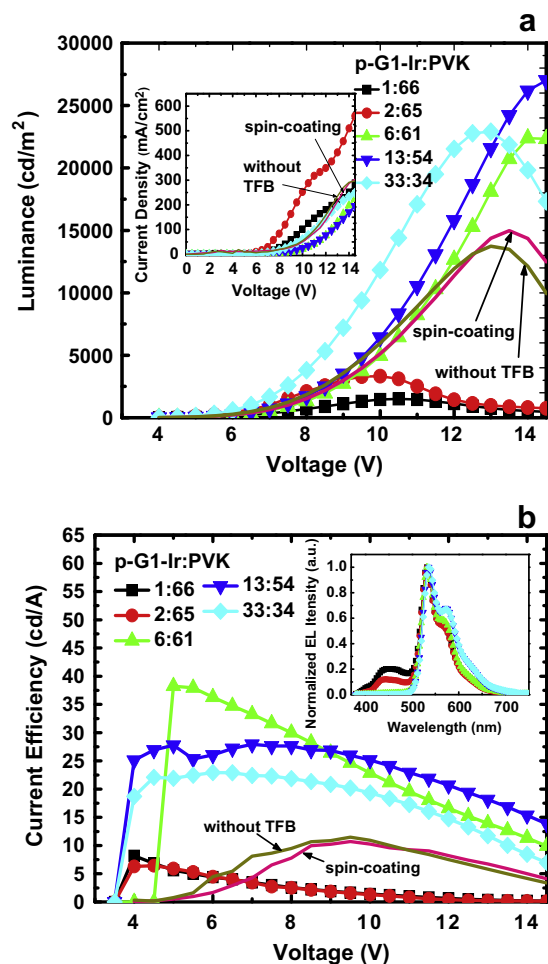 a
30000
25000
20000
15000
10000
5000
0
Luminance (cd/m²)
4 6 8 10 12 14
Voltage (V)
p-G1-Ir:PVK
1:66
2:65
6:61
13:54
33:34
spin-coating
without TFB
600
500
400
300
200
100
0
Current Density (mA/cm²)
0 2 4 6 8 10 12 14
Voltage (V)
spin-coating
without
TFB
b
65
60
55
50
45
40
35
30
25
20
15
10
5
0
Current Efficiency (cd/A)
4 6 8 10 12 14
Voltage (V)
p-G1-Ir:PVK
1:66
2:65
6:61
13:54
33:34
without TFB
spin-coating
1.0
0.8
0.6
0.4
0.2
0.0
Normalized EL Itensity (a.u.)
400 500 600 700
Wavelength (nm)